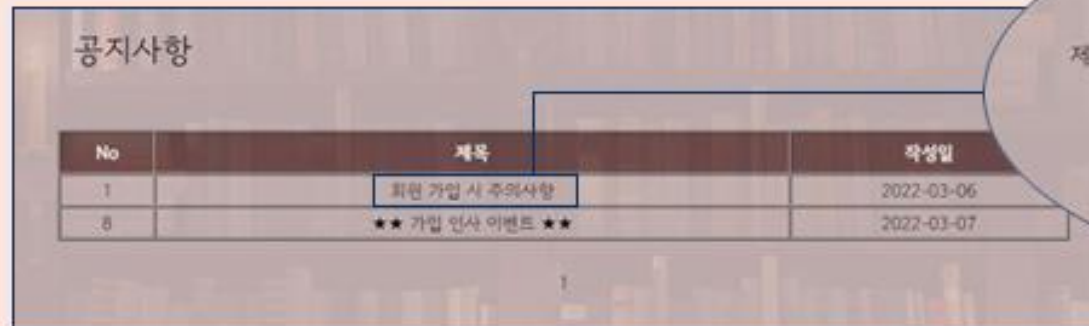 공지사항
No 제목 작성일
1 회원 가입 시 주의사항 2022-03-06
8 ★★ 가입 인사 이벤트 ★★ 2022-03-07
1